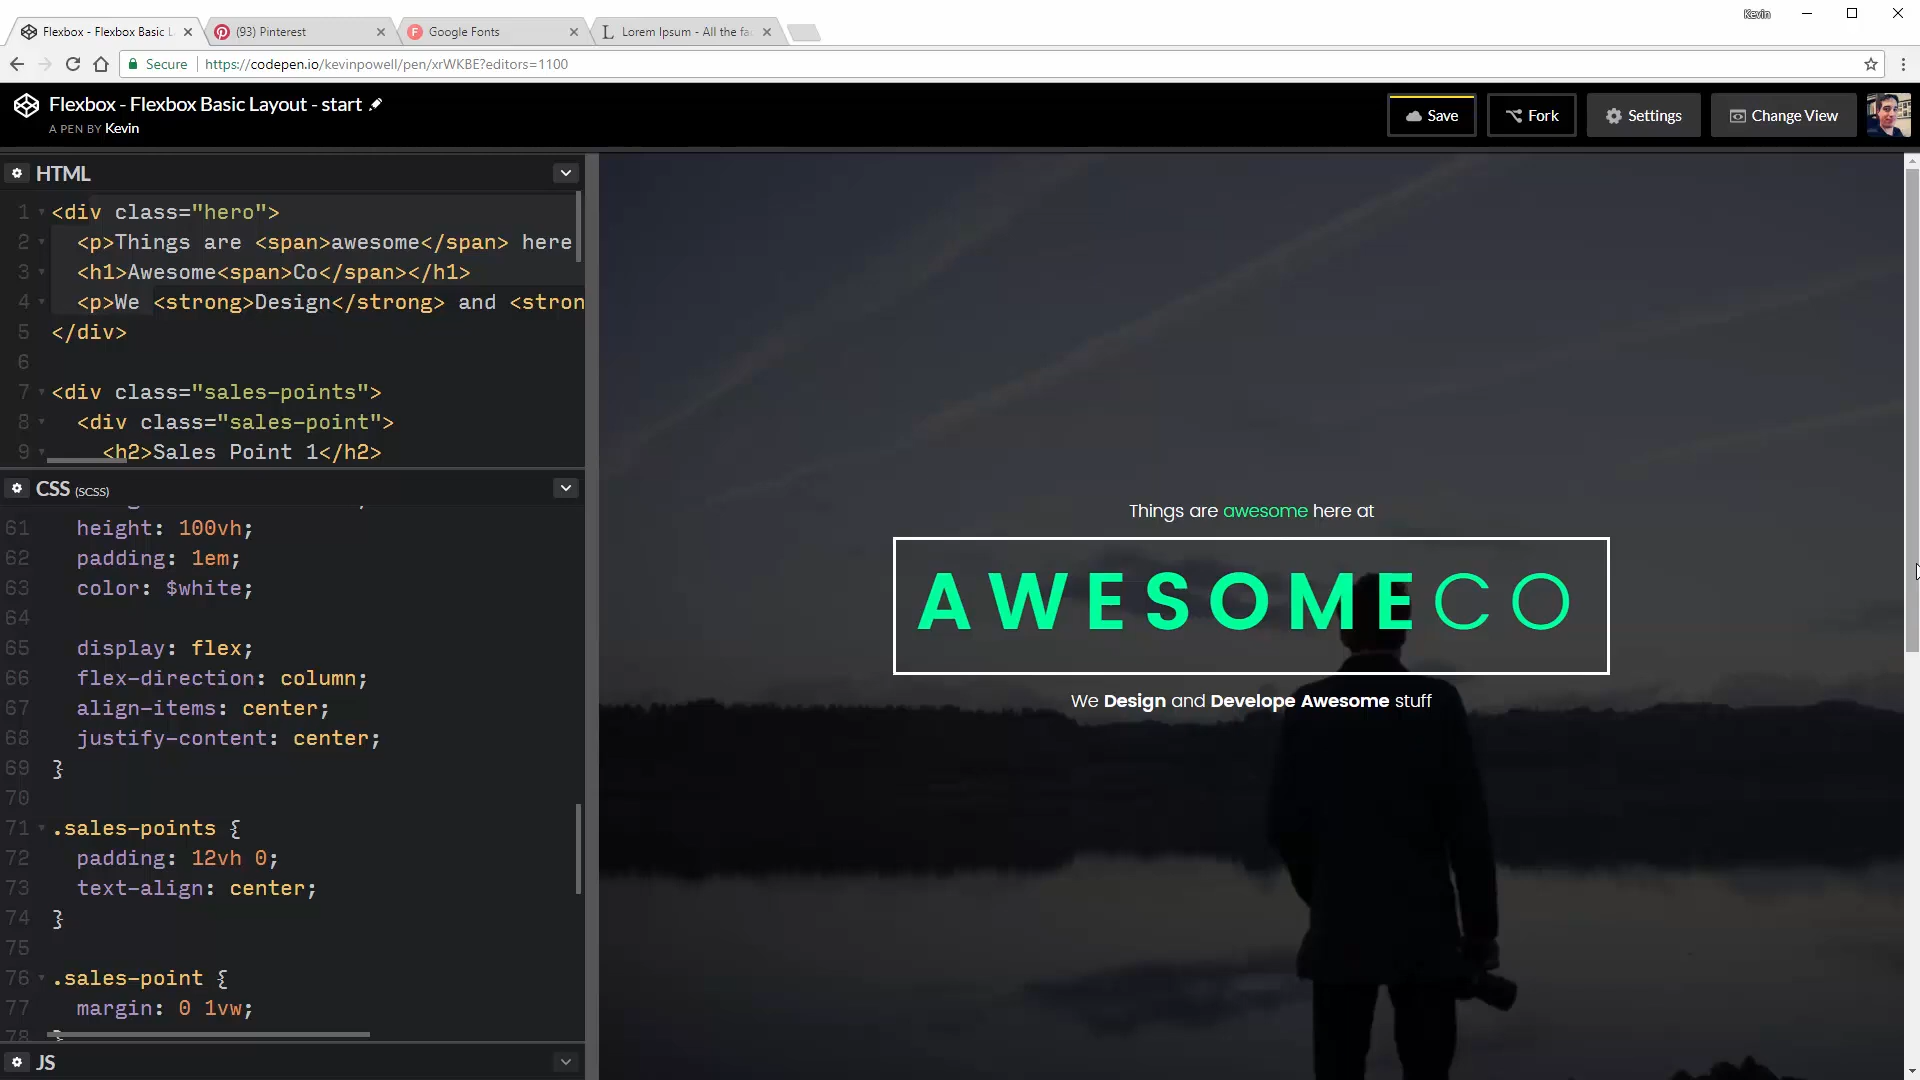 Kevin
Flexbox - Flexbox Basic L
(93) Pinterest
Google Fonts
Lorem Ipsum - All the fac
Secure
https://codepen.io/kevinpowell/pen/xrWKBE?editors=1100
Flexbox - Flexbox Basic Layout - start
A PEN BY Kevin
Save
Fork
Settings
Change View
HTML
1 <div class="hero">
2 <p>Things are <span>awesome</span> here
3 <h1>Awesome<span>Co</span></h1>
4 <p>We <strong>Design</strong> and <stron
5 </div>
6
7 <div class="sales-points">
8 <div class="sales-point">
9 <h2>Sales Point 1</h2>
CSS (SCSS)
61 height: 100vh;
62 padding: 1em;
63 color: $white;
64
65 display: flex;
66 flex-direction: column;
67 align-items: center;
68 justify-content: center;
69 }
70
71 .sales-points {
72 padding: 12vh 0;
73 text-align: center;
74 }
75
76 .sales-point {
77 margin: 0 1vw;
78 }
JS
Things are awesome here at
AWESOMECO
We Design and Develope Awesome stuff